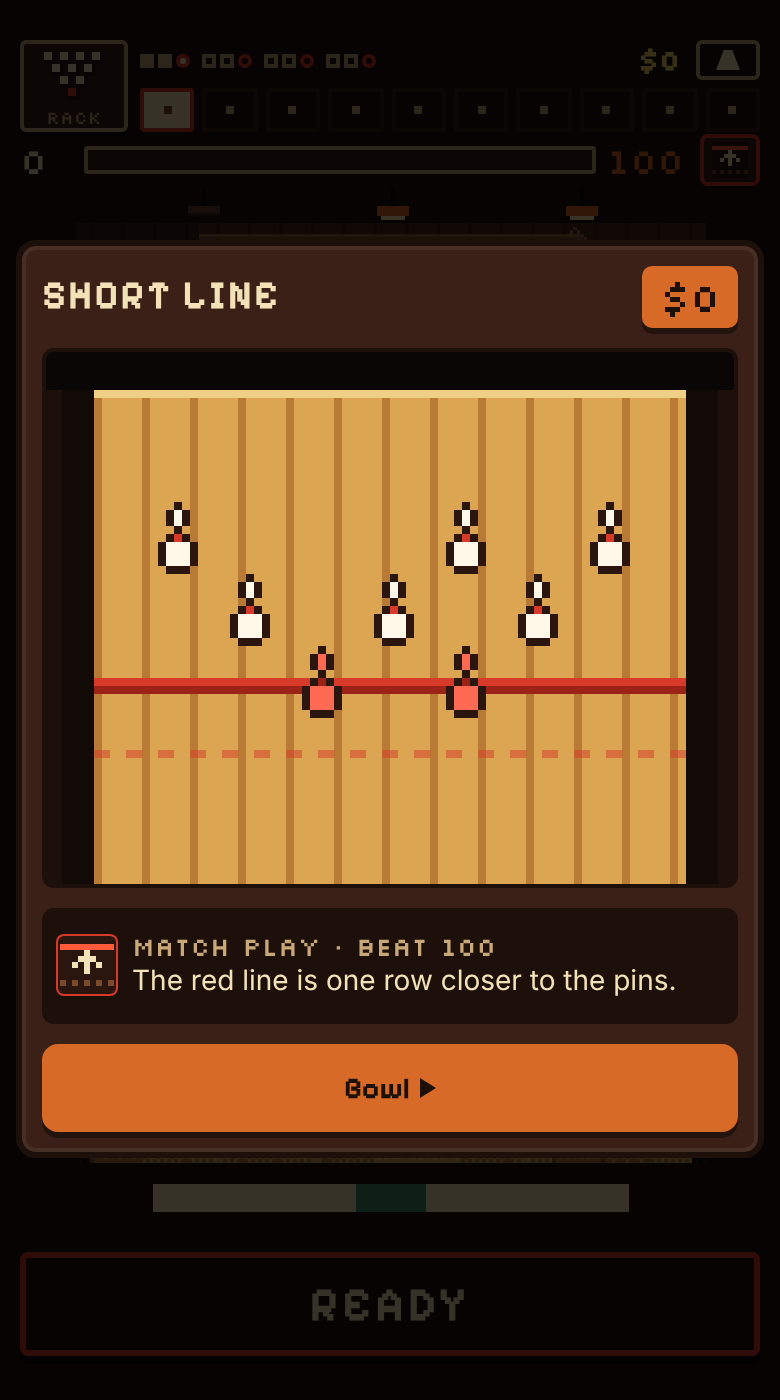 $0
RACK
0
100
SHORT LINE
$0
MATCH PLAY · BEAT 100
The red line is one row closer to the pins.
Bowl ▶
READY